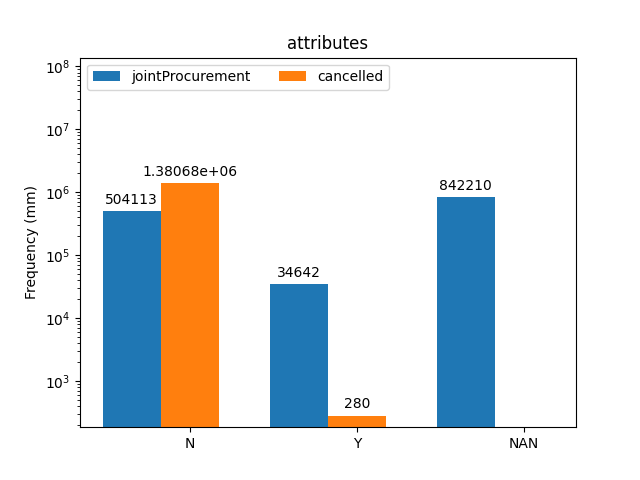 attributes
jointProcurement cancelled
10^8
10^7
10^6
10^5
10^4
10^3
Frequency (mm)
504113
1.38068e+06
34642
280
842210
N Y NAN